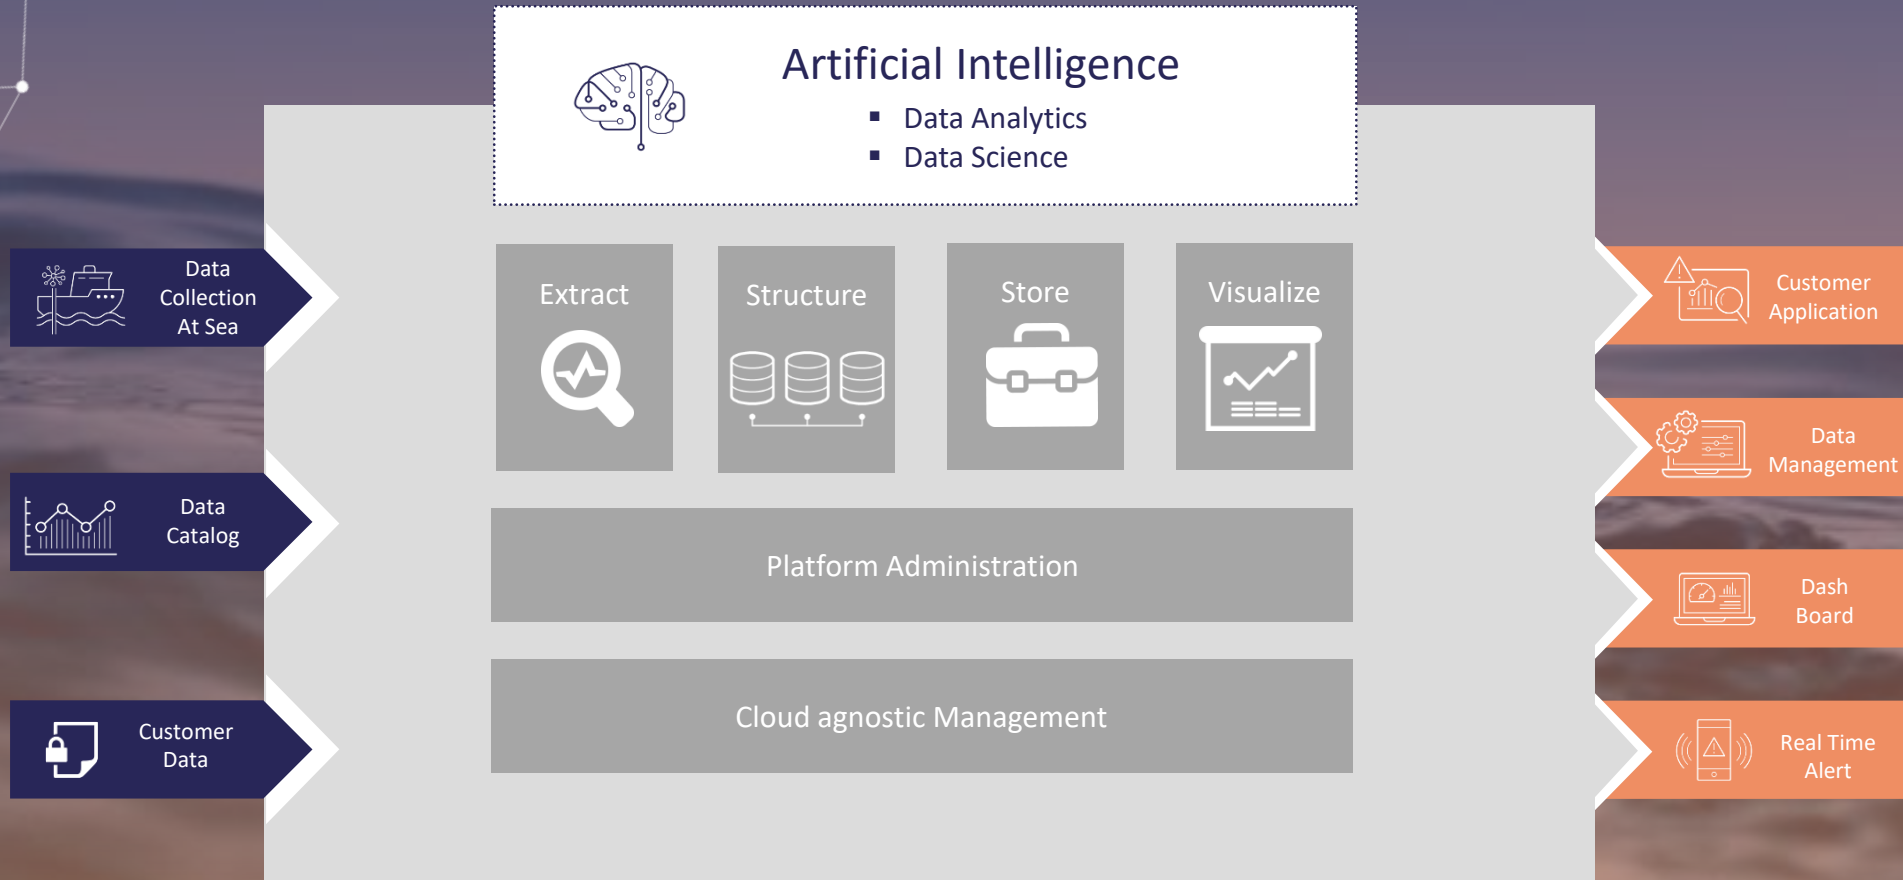 Artificial Intelligence
▪ Data Analytics
▪ Data Science
Data
Collection
At Sea
Data
Catalog
Customer
Data
Extract
Structure
Store
Visualize
Platform Administration
Cloud agnostic Management
Customer
Application
Data
Management
Dash
Board
Real Time
Alert